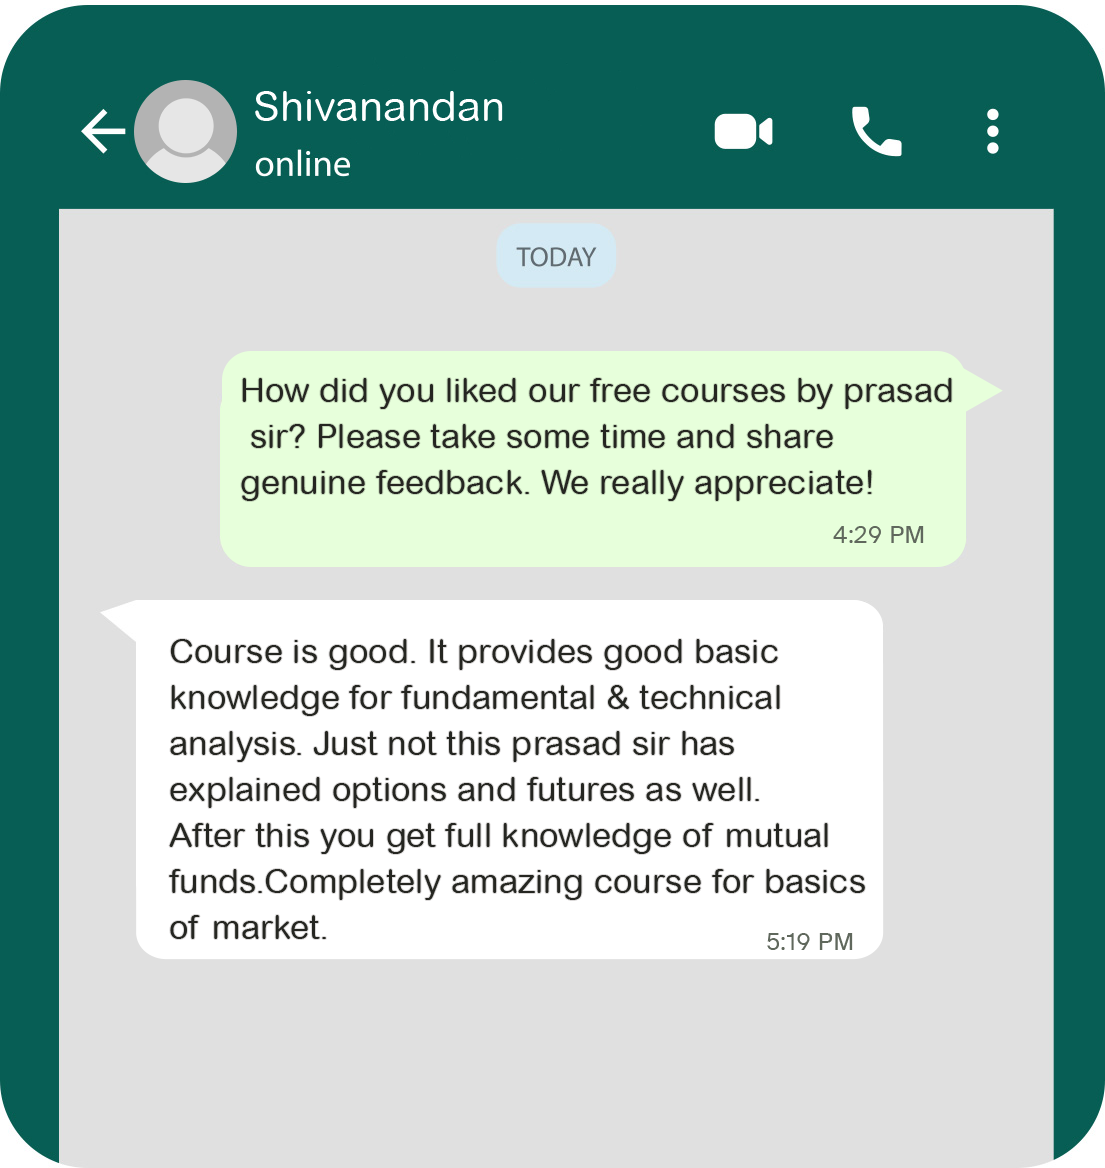 Shivanandan
online
TODAY
How did you liked our free courses by prasad
sir? Please take some time and share
genuine feedback. We really appreciate!
4:29 PM
Course is good. It provides good basic
knowledge for fundamental & technical
analysis. Just not this prasad sir has
explained options and futures as well.
After this you get full knowledge of mutual
funds.Completely amazing course for basics
of market.
5:19 PM